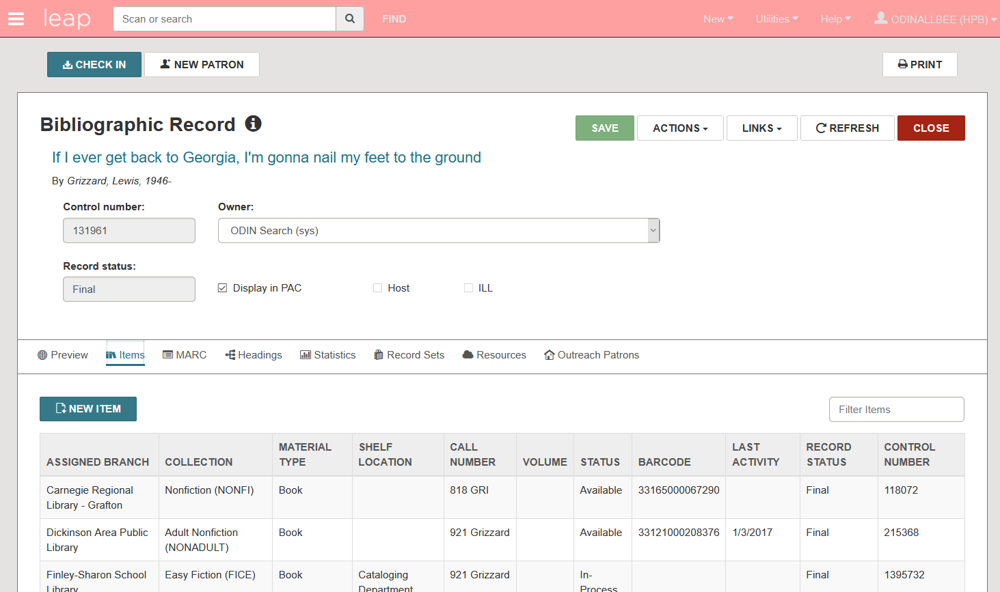 leap
Scan or search
FIND
New
Utilities
Help
ODINALLBEE (HPB)
CHECK IN
NEW PATRON
PRINT
Bibliographic Record
SAVE
ACTIONS
LINKS
REFRESH
CLOSE
If I ever get back to Georgia, I'm gonna nail my feet to the ground
By Grizzard, Lewis, 1946-
Control number:
Owner:
131961
ODIN Search (sys)
Record status:
Final
Display in PAC
Host
ILL
Preview
Items
MARC
Headings
Statistics
Record Sets
Resources
Outreach Patrons
NEW ITEM
Filter Items
ASSIGNED BRANCH
COLLECTION
MATERIAL
TYPE
SHELF
LOCATION
CALL
NUMBER
VOLUME
STATUS
BARCODE
LAST
ACTIVITY
RECORD
STATUS
CONTROL
NUMBER
Carnegie Regional
Library - Grafton
Nonfiction (NONFI)
Book
818 GRI
Available
33165000067290
Final
118072
Dickinson Area Public
Library
Adult Nonfiction
(NONADULT)
Book
921 Grizzard
Available
33121000208376
1/3/2017
Final
215368
Finley-Sharon School
Library
Easy Fiction (FICE)
Book
Cataloging
Department
921 Grizzard
In-
Process
Final
1395732